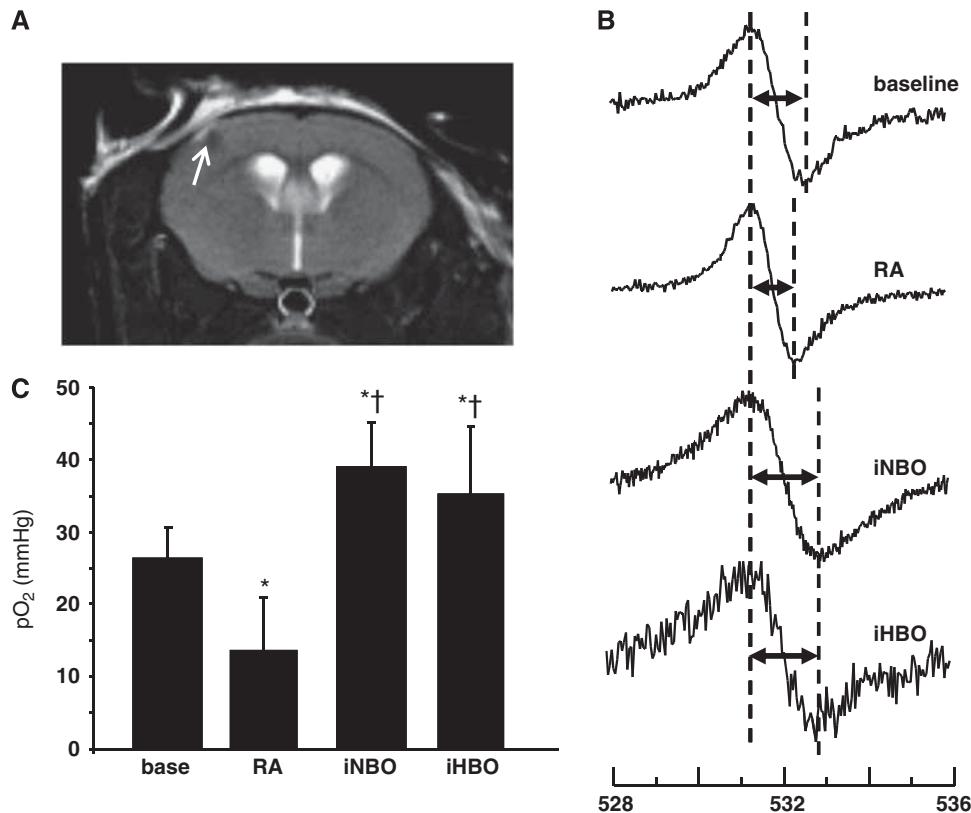 A
B
baseline
RA
iNBO
iHBO
528 532 536
C
pO₂ (mmHg)
50
40
30
20
10
0
*
*†
*†
base RA iNBO iHBO